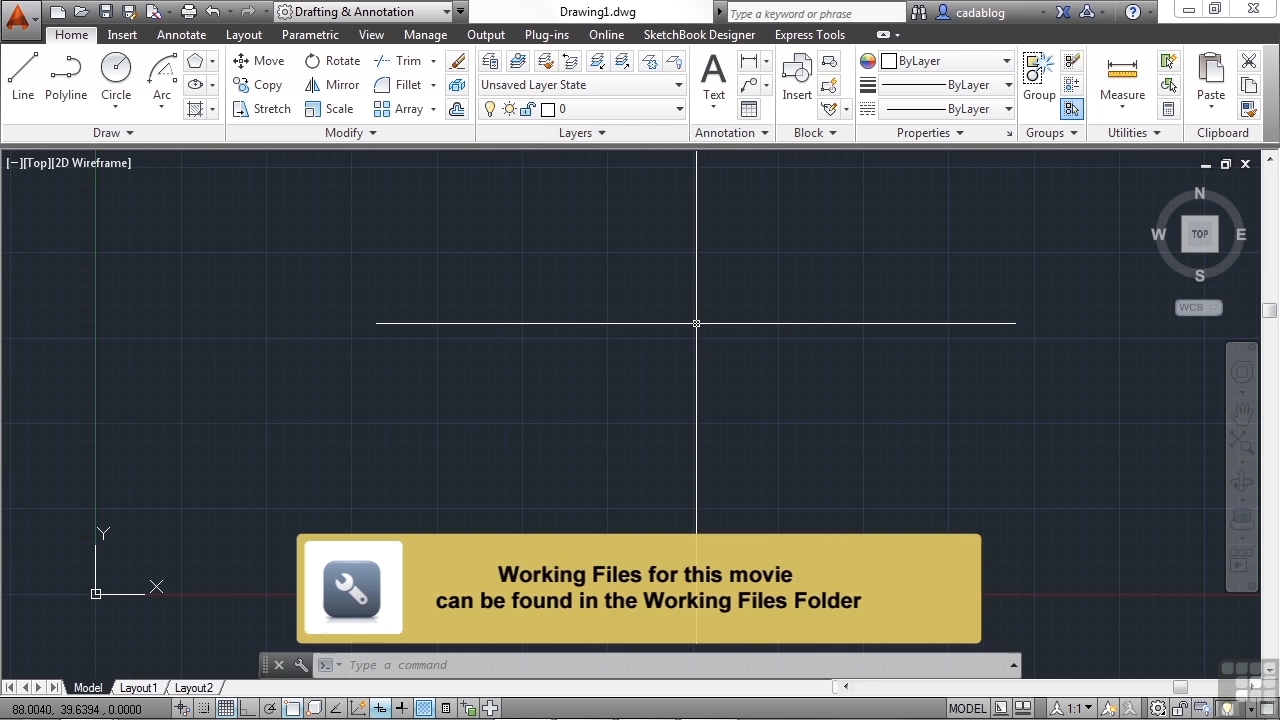 Drafting & Annotation
Drawing1.dwg
Type a keyword or phrase
cadablog
Home Insert Annotate Layout Parametric View Manage Output Plug-ins Online SketchBook Designer Express Tools
Line Polyline Circle Arc
Move Rotate Trim
Copy Mirror Fillet
Stretch Scale Array
Unsaved Layer State
0
Text
Insert
ByLayer
ByLayer
ByLayer
Group
Measure
Paste
Draw Modify Layers Annotation Block Properties Groups Utilities Clipboard
[−][Top][2D Wireframe]
N
W TOP E
S
WCS
Y
X
Working Files for this movie
can be found in the Working Files Folder
Type a command
Model Layout1 Layout2
88.0040, 39.6394 , 0.0000
MODEL
1:1